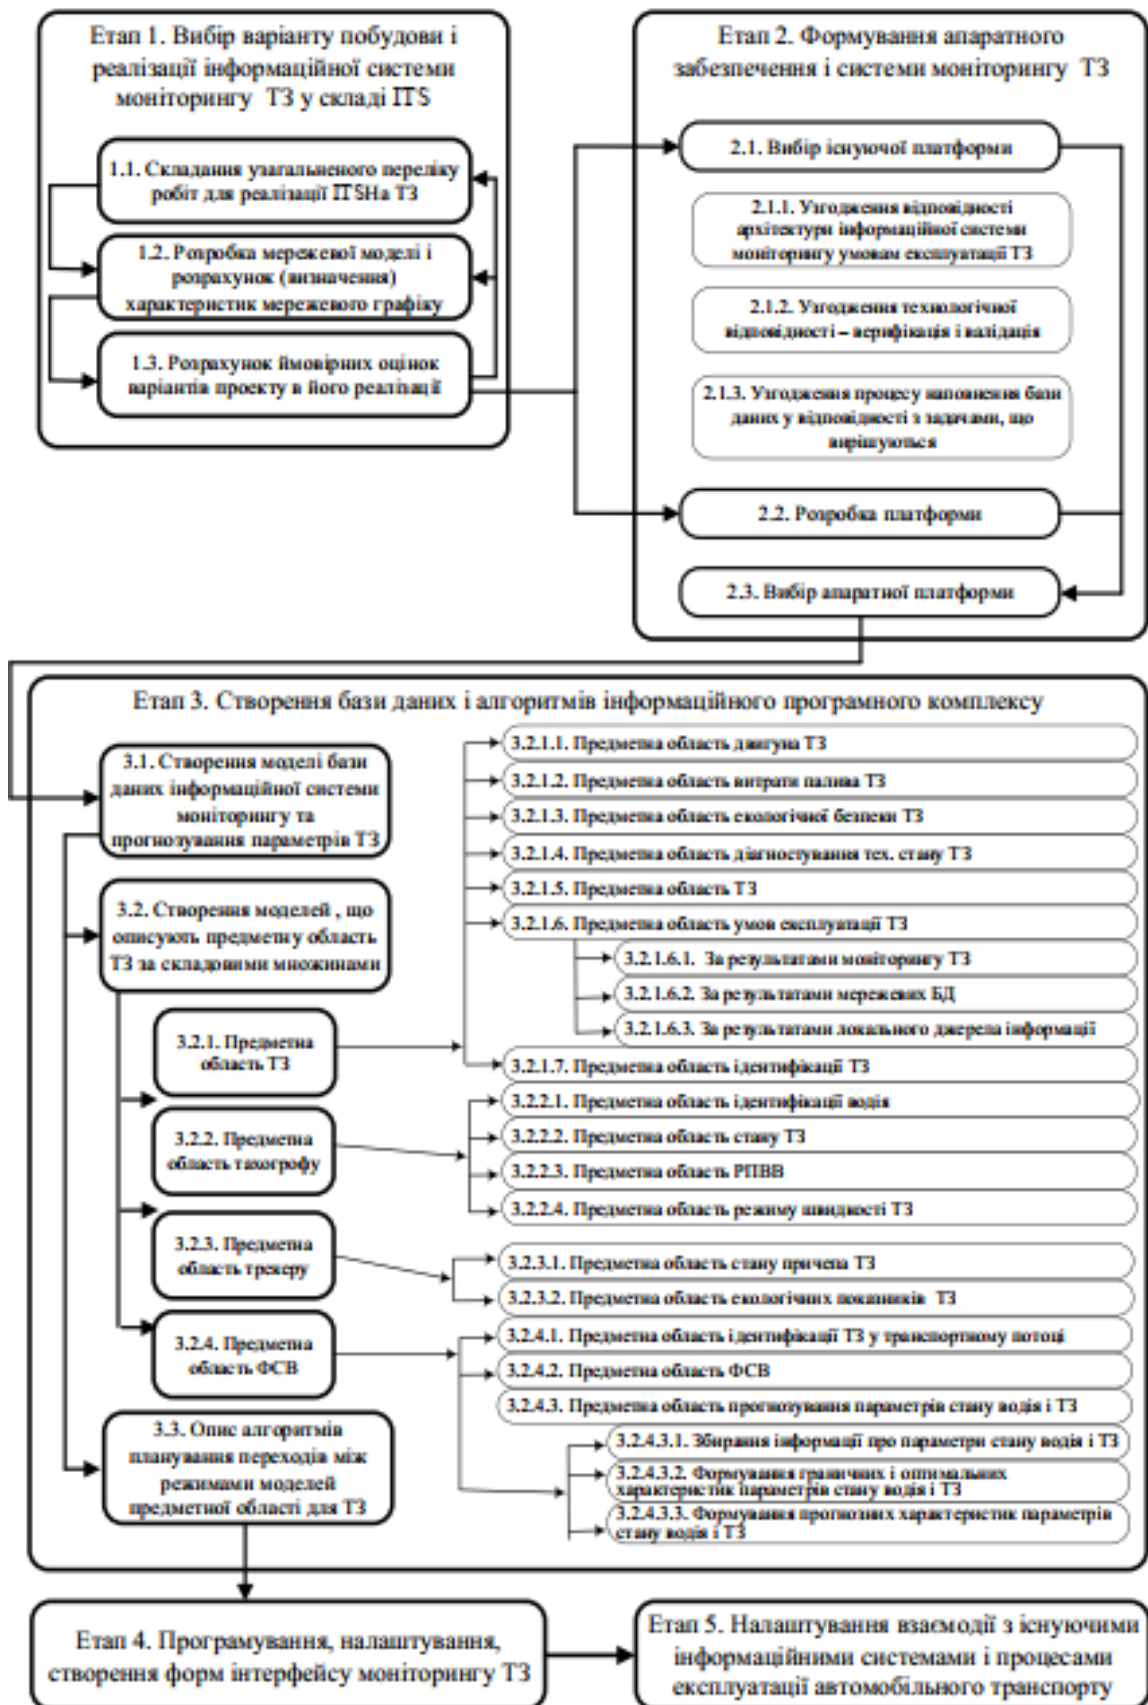 Етап 1. Вибір варіанту побудови і
реалізації інформаційної системи
моніторингу ТЗ у складі ITS
1.1. Складання узагальненого переліку
робіт для реалізації ITSНа ТЗ
1.2. Розробка мережевої моделі і
розрахунок (визначення)
характеристик мережевого графіку
1.3. Розрахунок ймовірних оцінок
варіантів проекту в його реалізації
Етап 2. Формування апаратного
забезпечення і системи моніторингу ТЗ
2.1. Вибір існуючої платформи
2.1.1. Узгодження відповідності
архітектури інформаційної системи
моніторингу умовам експлуатації ТЗ
2.1.2. Узгодження технологічної
відповідності – верифікація і валідація
2.1.3. Узгодження процесу наповнення бази
даних у відповідності з задачами, що
вирішуються
2.2. Розробка платформи
2.3. Вибір апаратної платформи
Етап 3. Створення бази даних і алгоритмів інформаційного програмного комплексу
3.1. Створення моделі бази
даних інформаційної системи
моніторингу та
прогнозування параметрів ТЗ
3.2. Створення моделей , що
описують предметну область
ТЗ за складовими множинами
3.2.1. Предметна
область ТЗ
3.2.1.1. Предметна область двигуна ТЗ
3.2.1.2. Предметна область витрати палива ТЗ
3.2.1.3. Предметна область екологічної безпеки ТЗ
3.2.1.4. Предметна область діагностування тех. стану ТЗ
3.2.1.5. Предметна область ТЗ
3.2.1.6. Предметна область умов експлуатації ТЗ
3.2.1.6.1. За результатами моніторингу ТЗ
3.2.1.6.2. За результатами мережевих БД
3.2.1.6.3. За результатами локального джерела інформації
3.2.1.7. Предметна область ідентифікації ТЗ
3.2.2. Предметна
область тахогрофу
3.2.2.1. Предметна область ідентифікації водія
3.2.2.2. Предметна область стану ТЗ
3.2.2.3. Предметна область РПВВ
3.2.2.4. Предметна область режиму швидкості ТЗ
3.2.3. Предметна
область трекеру
3.2.3.1. Предметна область стану причепа ТЗ
3.2.3.2. Предметна область екологічних показників ТЗ
3.2.4. Предметна
область ФСВ
3.2.4.1. Предметна область ідентифікації ТЗ у транспортному потоці
3.2.4.2. Предметна область ФСВ
3.2.4.3. Предметна область прогнозування параметрів стану водія і ТЗ
3.2.4.3.1. Збирання інформації про параметри стану водія і ТЗ
3.2.4.3.2. Формування граничних і оптимальних
характеристик параметрів стану водія і ТЗ
3.2.4.3.3. Формування прогнозних характеристик параметрів
стану водія і ТЗ
3.3. Опис алгоритмів
планування переходів між
режимами моделей
предметної області для ТЗ
Етап 4. Програмування, налаштування,
створення форм інтерфейсу моніторингу ТЗ
Етап 5. Налаштування взаємодії з існуючими
інформаційними системами і процесами
експлуатації автомобільного транспорту